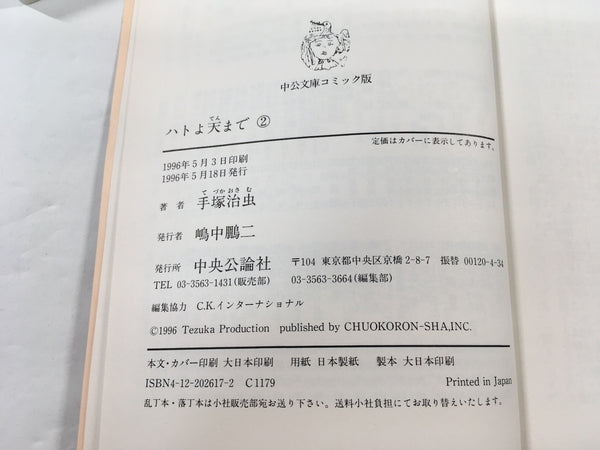 中公文庫コミック版
ハトよ天まで ②
てん
定価はカバーに表示してあります。
1996年5月3日印刷
1996年5月18日発行
てづかおさむ
著者 手塚治虫
発行者 嶋中鵬二
発行所 中央公論社 〒104 東京都中央区京橋2-8-7 振替 00120-4-34
TEL 03-3563-1431(販売部) 03-3563-3664(編集部)
編集協力 C.K.インターナショナル
©1996 Tezuka Production published by CHUOKORON-SHA,INC.
本文・カバー印刷 大日本印刷 用紙 日本製紙 製本 大日本印刷
ISBN4-12-202617-2 C1179 Printed in Japan
乱丁本・落丁本は小社販売部宛お送り下さい。送料小社負担にてお取り替えいたします。